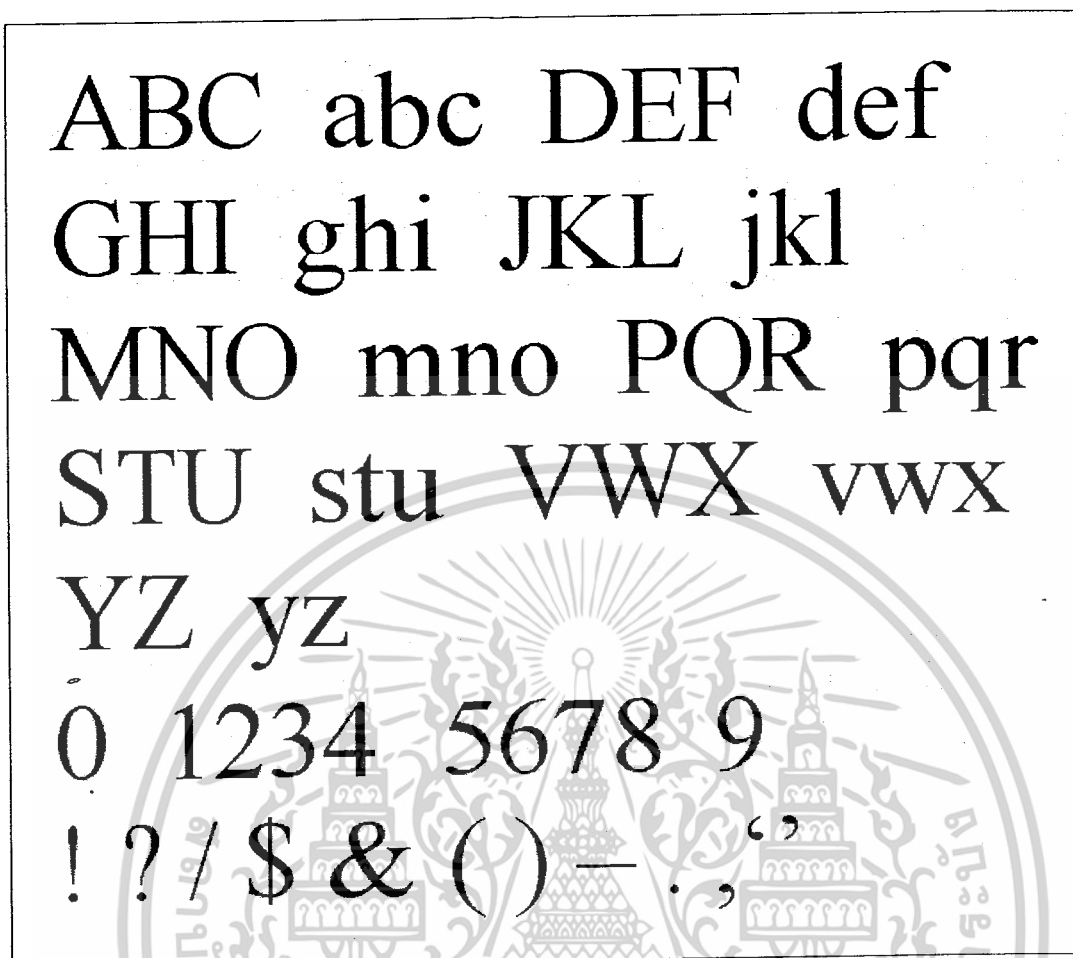 ABC abc DEF def
GHI ghi JKL jkl
MNO mno PQR pqr
STU stu VWX vwx
YZ yz
0 1234 5678 9
! ? / $ & ( ) – . , ‘ ’